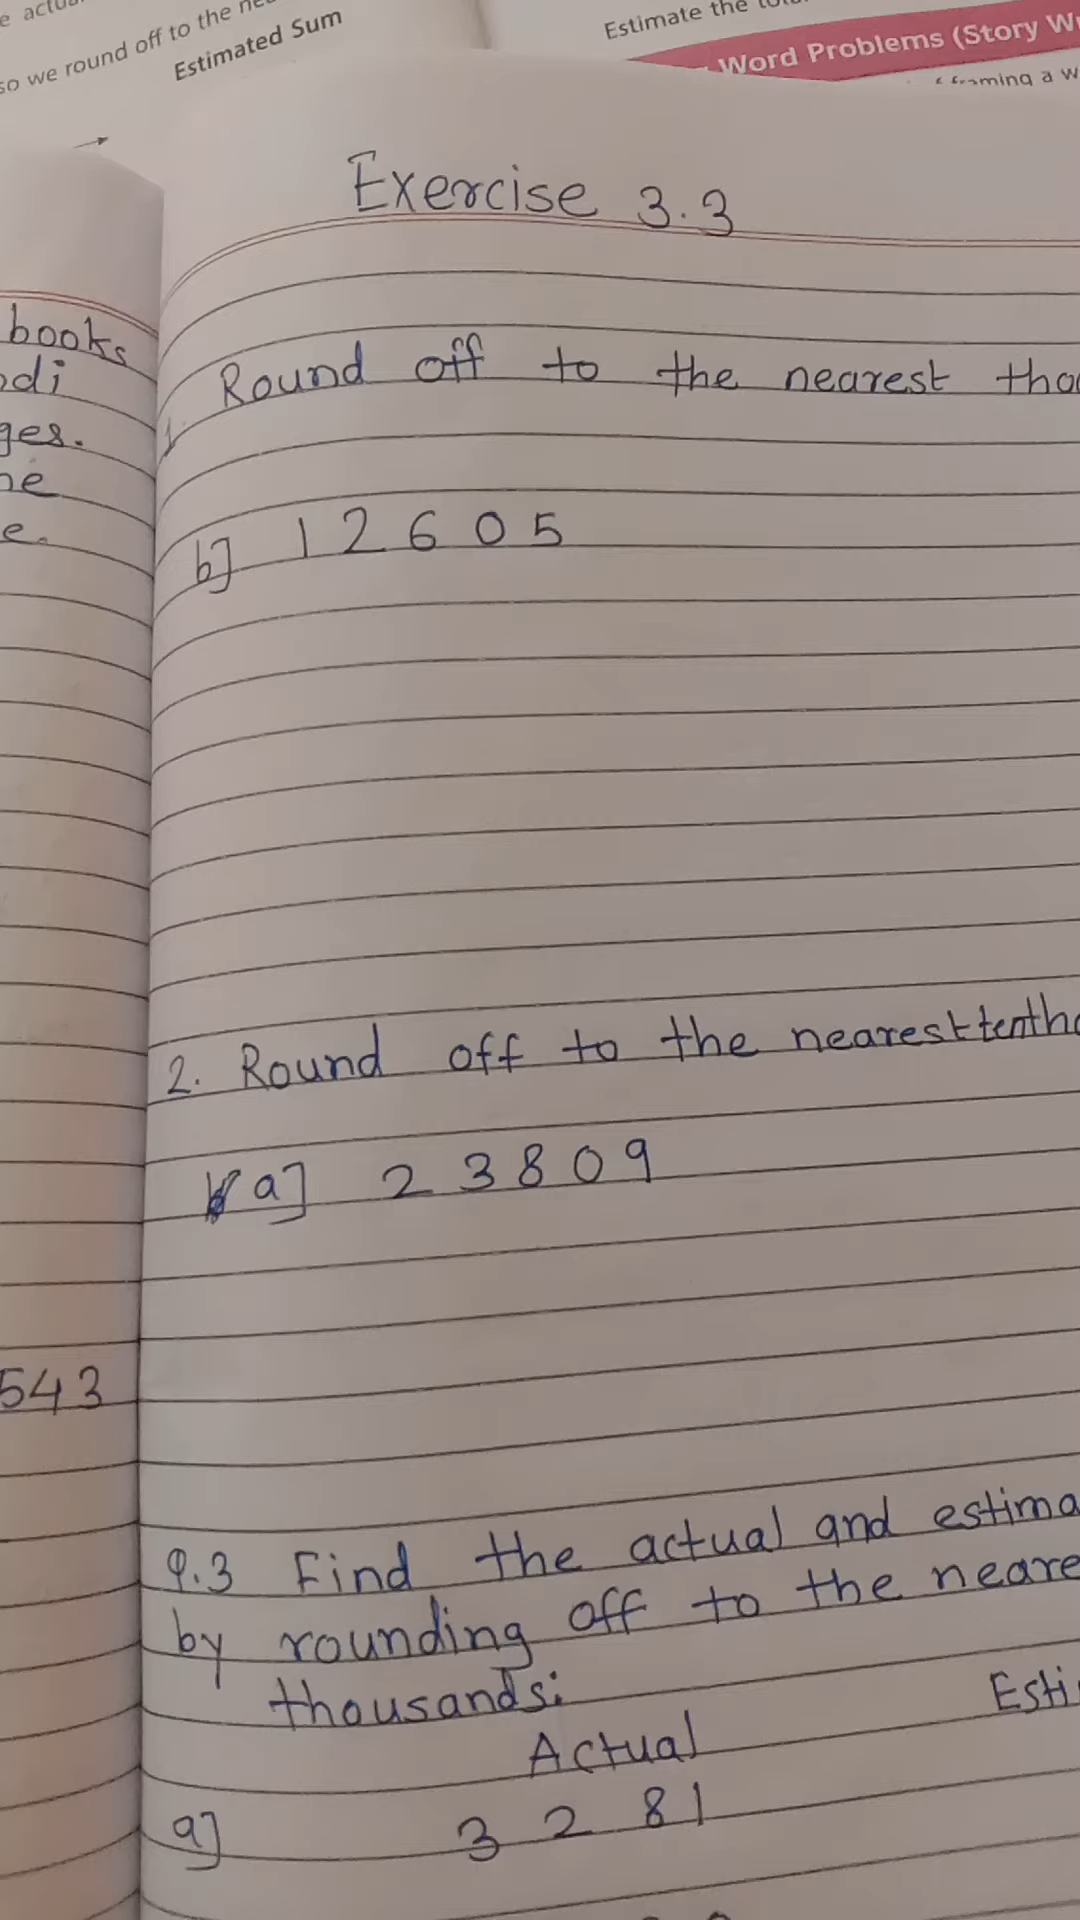 so we round off to the
Estimated Sum
Estimate the
Word Problems (Story
a
Exercise 3.3
books
ges.
e.
1. Round off to the nearest
b] 12605
2. Round off to the nearest
a] 23809
543
Q.3 Find the actual and
by rounding off to the
thousands:
Actual
a] 3281